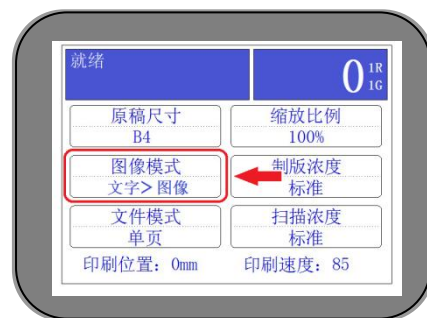 就绪
0 1R
1G
原稿尺寸
B4
缩放比例
100%
图像模式
文字> 图像
制版浓度
标准
文件模式
单页
扫描浓度
标准
印刷位置: 0mm
印刷速度: 85